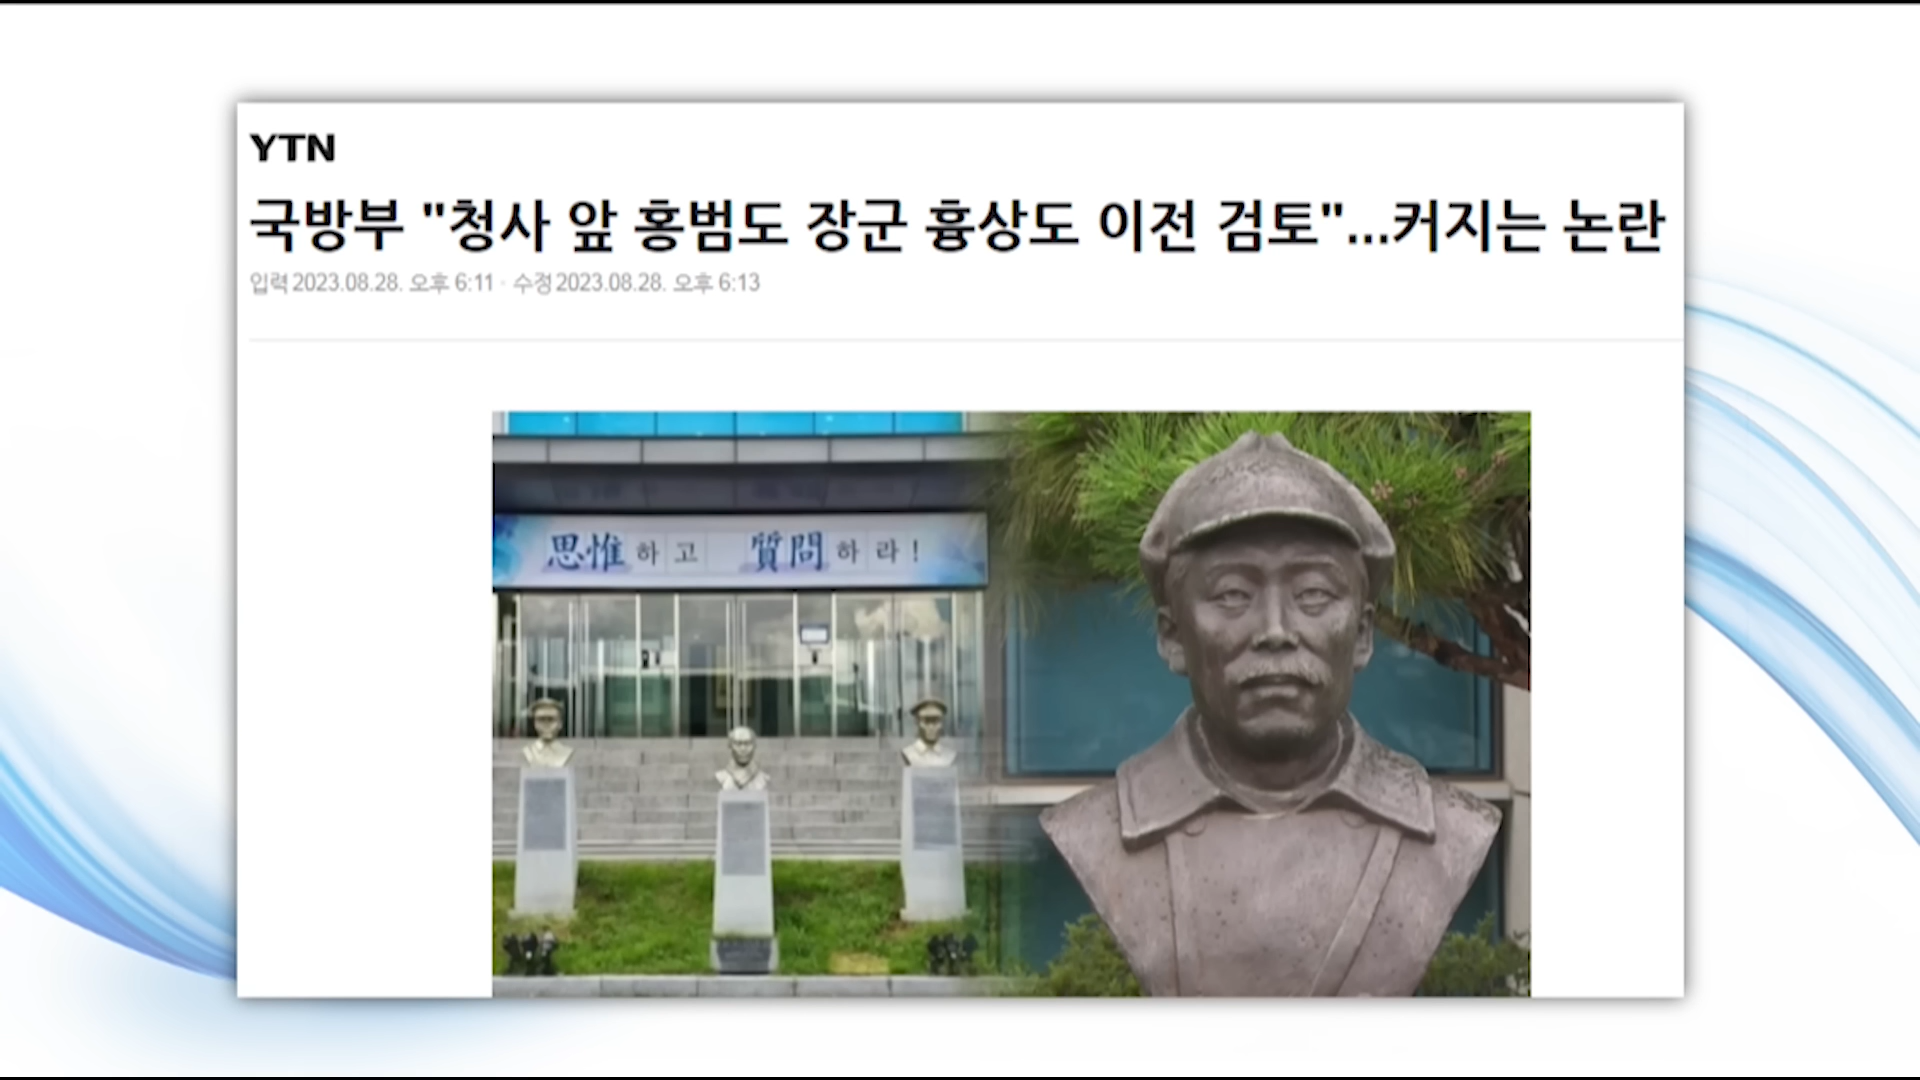 YTN
국방부 "청사 앞 홍범도 장군 흉상도 이전 검토"...커지는 논란
입력 2023.08.28. 오후 6:11 · 수정 2023.08.28. 오후 6:13
思惟하고 質問하라!